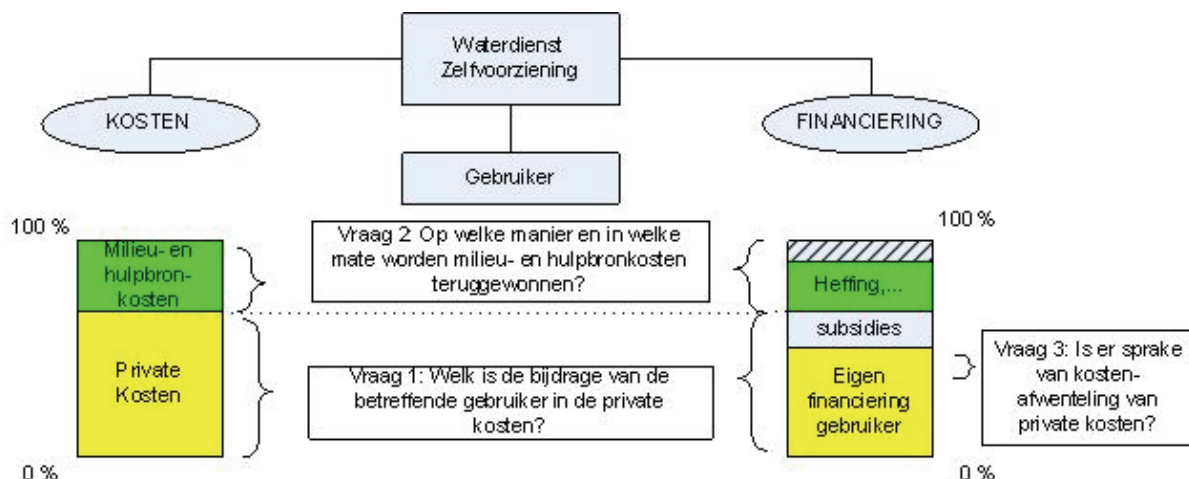 Waterdienst
Zelfvoorziening
KOSTEN
FINANCIERING
Gebruiker
100 %
100 %
Milieu- en
hulpbron-
kosten
Vraag 2: Op welke manier en in welke
mate worden milieu- en hulpbronkosten
teruggewonnen?
Heffing,...
subsidies
Private
Kosten
Vraag 1: Welk is de bijdrage van de
betreffende gebruiker in de private
kosten?
Eigen
financiering
gebruiker
Vraag 3: Is er sprake
van kosten-
afwenteling van
private kosten?
0 %
0 %